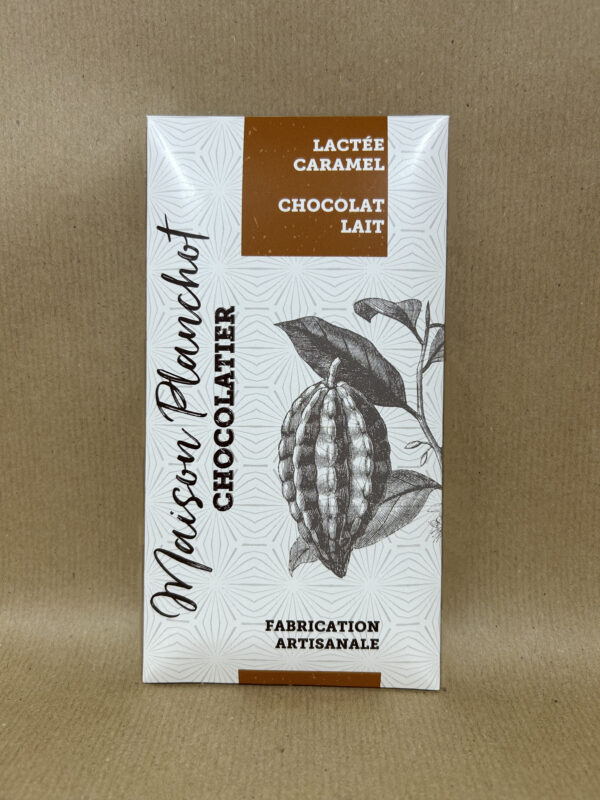 LACTÉE
CARAMEL
CHOCOLAT
LAIT
Maison Planchot
CHOCOLATIER
FABRICATION
ARTISANALE